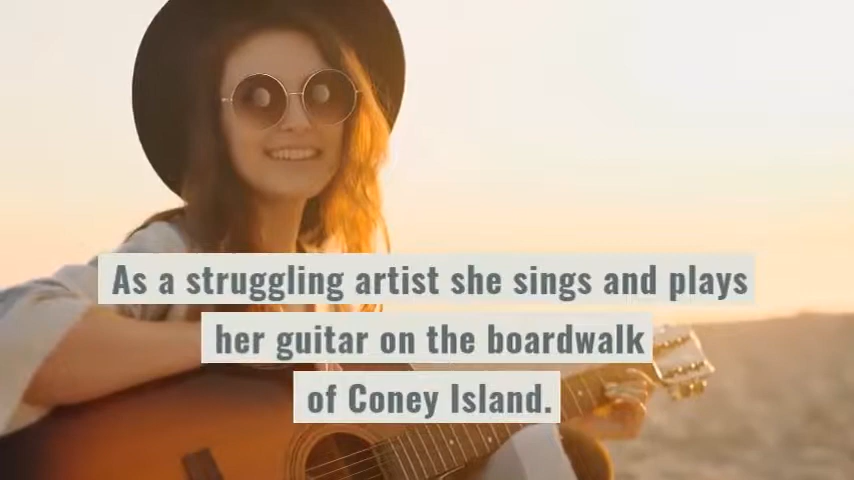 As a struggling artist she sings and plays
her guitar on the boardwalk
of Coney Island.